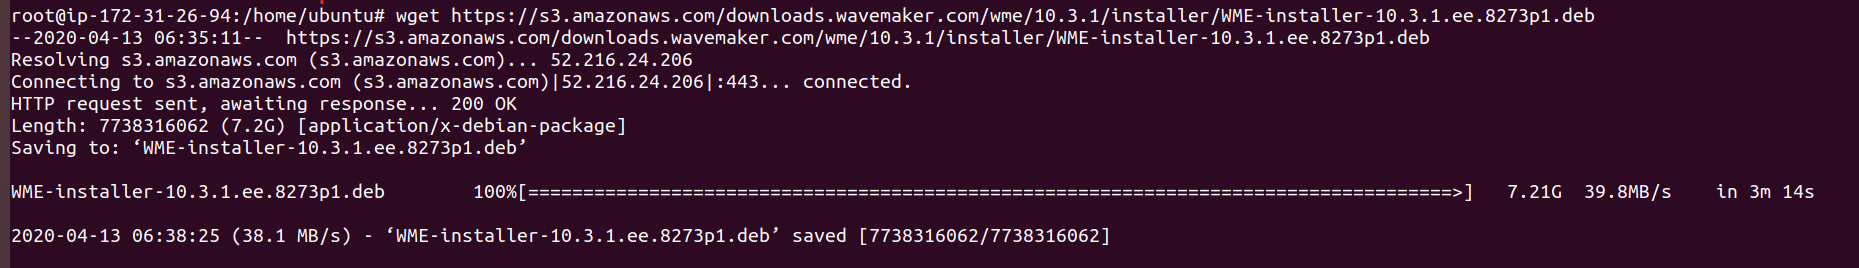 root@ip-172-31-26-94:/home/ubuntu# wget https://s3.amazonaws.com/downloads.wavemaker.com/wme/10.3.1/installer/WME-installer-10.3.1.ee.8273p1.deb
--2020-04-13 06:35:11--  https://s3.amazonaws.com/downloads.wavemaker.com/wme/10.3.1/installer/WME-installer-10.3.1.ee.8273p1.deb
Resolving s3.amazonaws.com (s3.amazonaws.com)... 52.216.24.206
Connecting to s3.amazonaws.com (s3.amazonaws.com)|52.216.24.206|:443... connected.
HTTP request sent, awaiting response... 200 OK
Length: 7738316062 (7.2G) [application/x-debian-package]
Saving to: ‘WME-installer-10.3.1.ee.8273p1.deb’
WME-installer-10.3.1.ee.8273p1.deb        100%[====================================================================================>]   7.21G  39.8MB/s    in 3m 14s
2020-04-13 06:38:25 (38.1 MB/s) - ‘WME-installer-10.3.1.ee.8273p1.deb’ saved [7738316062/7738316062]